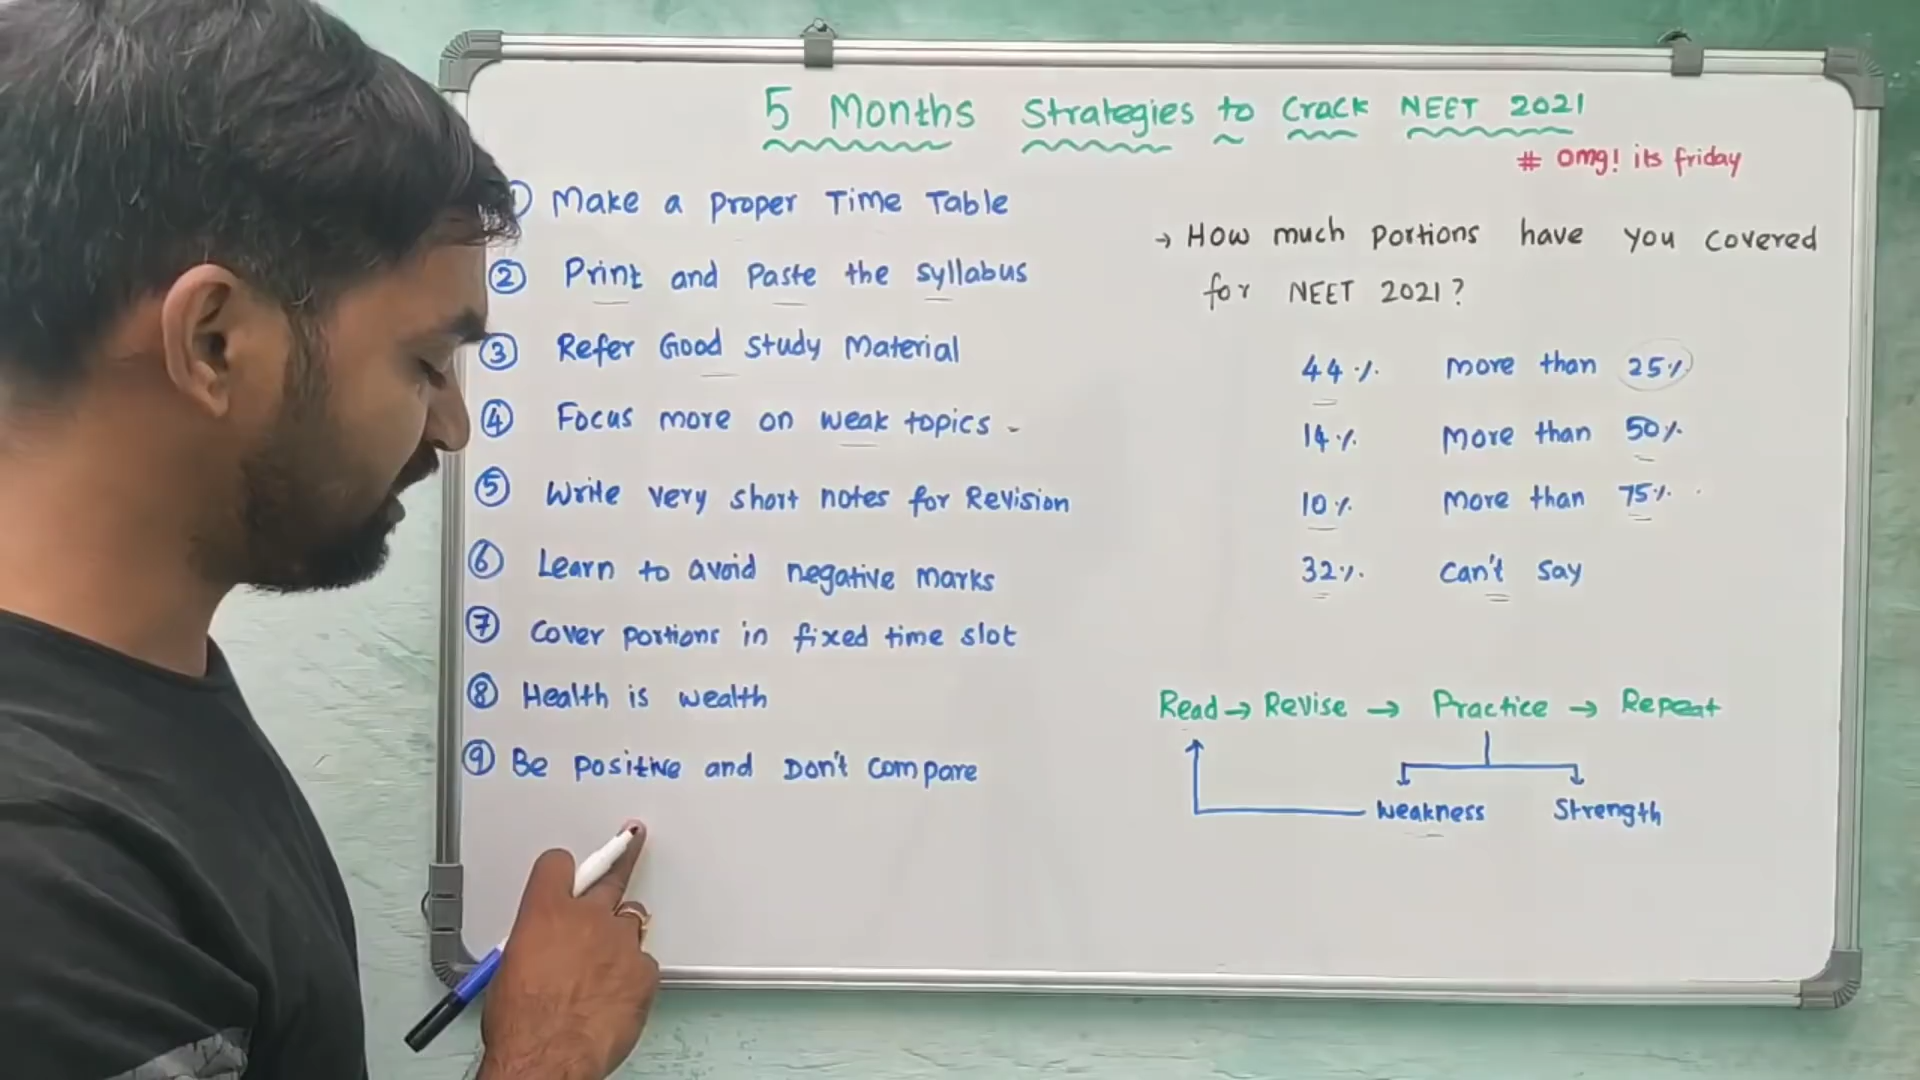 5 Months Strategies to Crack NEET 2021
# omg! its friday
① Make a proper Time Table
② Print and Paste the syllabus
③ Refer Good study Material
④ Focus more on weak topics
⑤ Write very short notes for Revision
⑥ Learn to avoid negative marks
⑦ Cover portions in fixed time slot
⑧ Health is wealth
⑨ Be positive and Don't compare
→ How much portions have you covered
for NEET 2021?
44% more than 25%
14% more than 50%
10% more than 75%
32% can't say
Read → Revise → Practice → Repeat
Weakness Strength